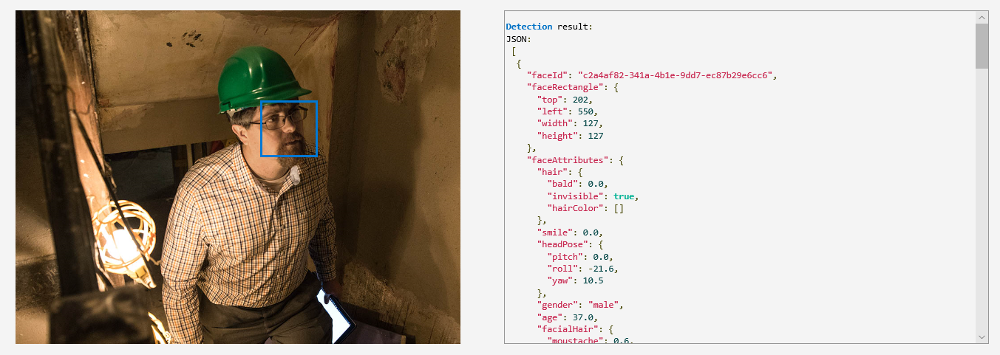 Detection result:
JSON:
[
{
"faceId": "c2a4af82-341a-4b1e-9dd7-ec87b29e6cc6",
"faceRectangle": {
"top": 202,
"left": 550,
"width": 127,
"height": 127
},
"faceAttributes": {
"hair": {
"bald": 0.0,
"invisible": true,
"hairColor": []
},
"smile": 0.0,
"headPose": {
"pitch": 0.0,
"roll": -21.6,
"yaw": 10.5
},
"gender": "male",
"age": 37.0,
"facialHair": {
"moustache": 0.6,